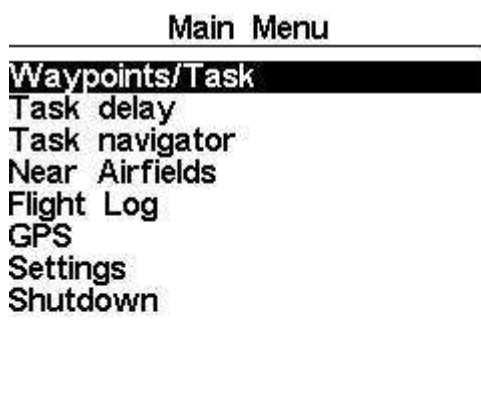 Main Menu
Waypoints/Task
Task delay
Task navigator
Near Airfields
Flight Log
GPS
Settings
Shutdown